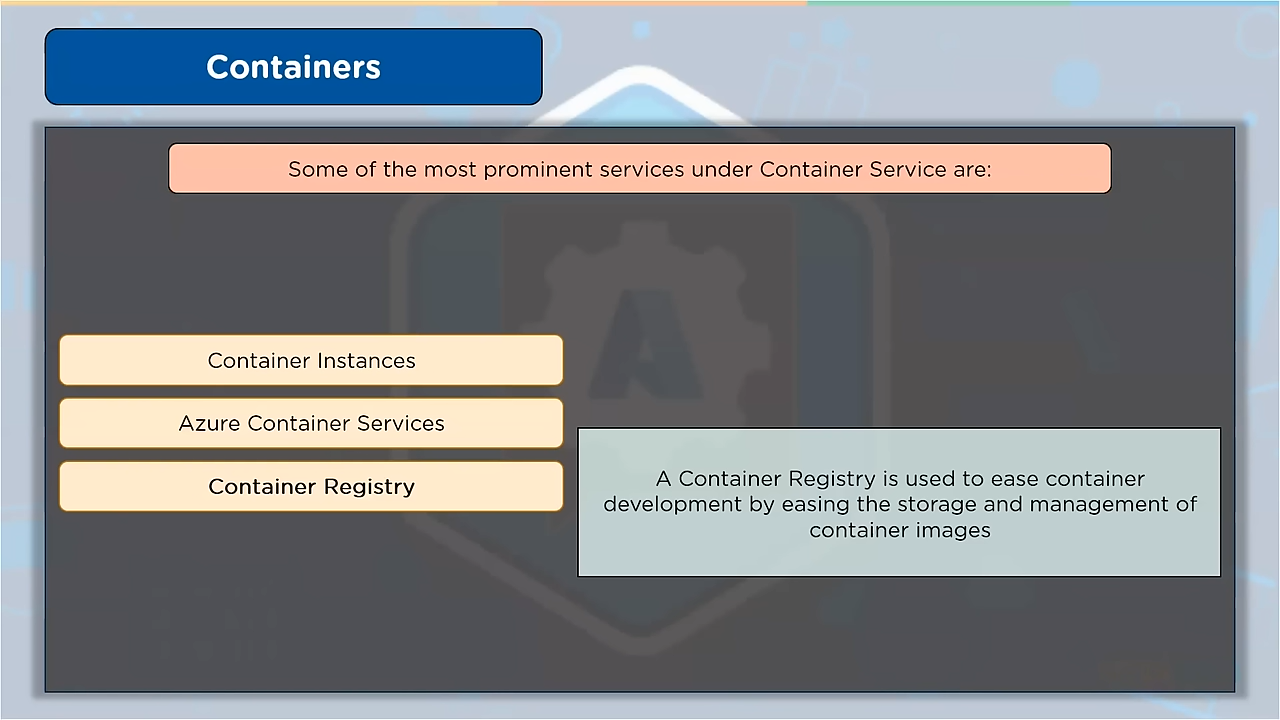 Containers
Some of the most prominent services under Container Service are:
Container Instances
Azure Container Services
Container Registry
A Container Registry is used to ease container
development by easing the storage and management of
container images